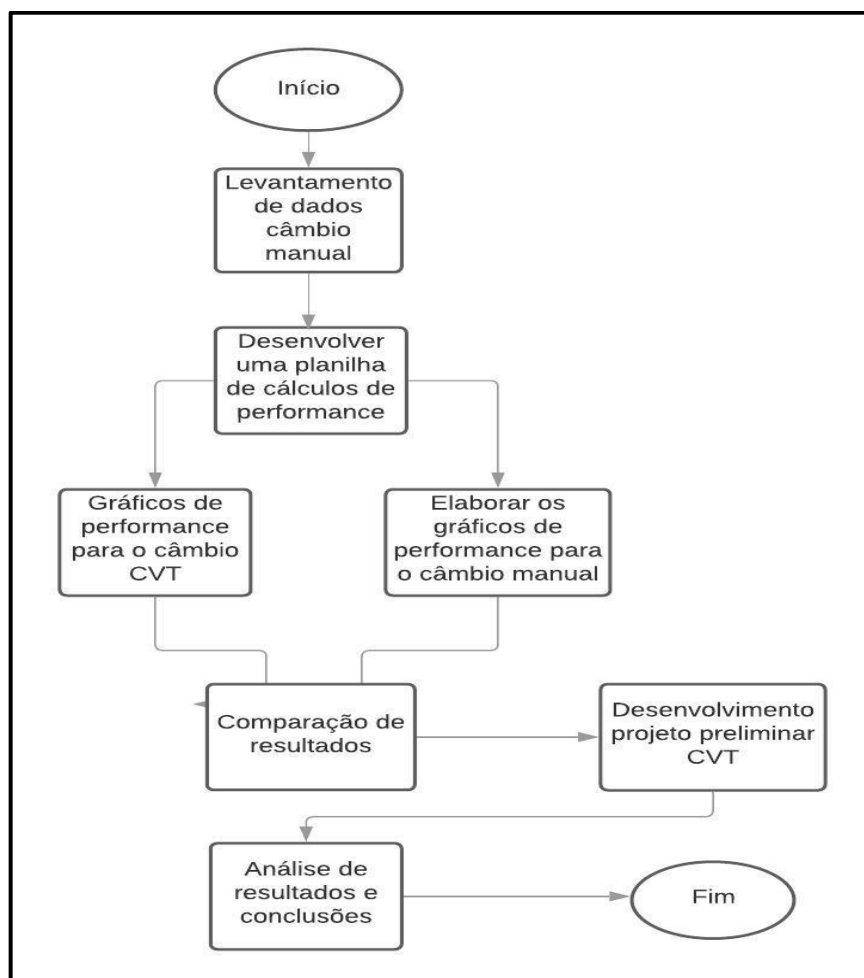 Início
Levantamento
de dados
câmbio
manual
Desenvolver
uma planilha
de cálculos de
performance
Gráficos de
performance
para o câmbio
CVT
Elaborar os
gráficos de
performance para
o câmbio manual
Comparação de
resultados
Desenvolvimento
projeto preliminar
CVT
Análise de
resultados e
conclusões
Fim